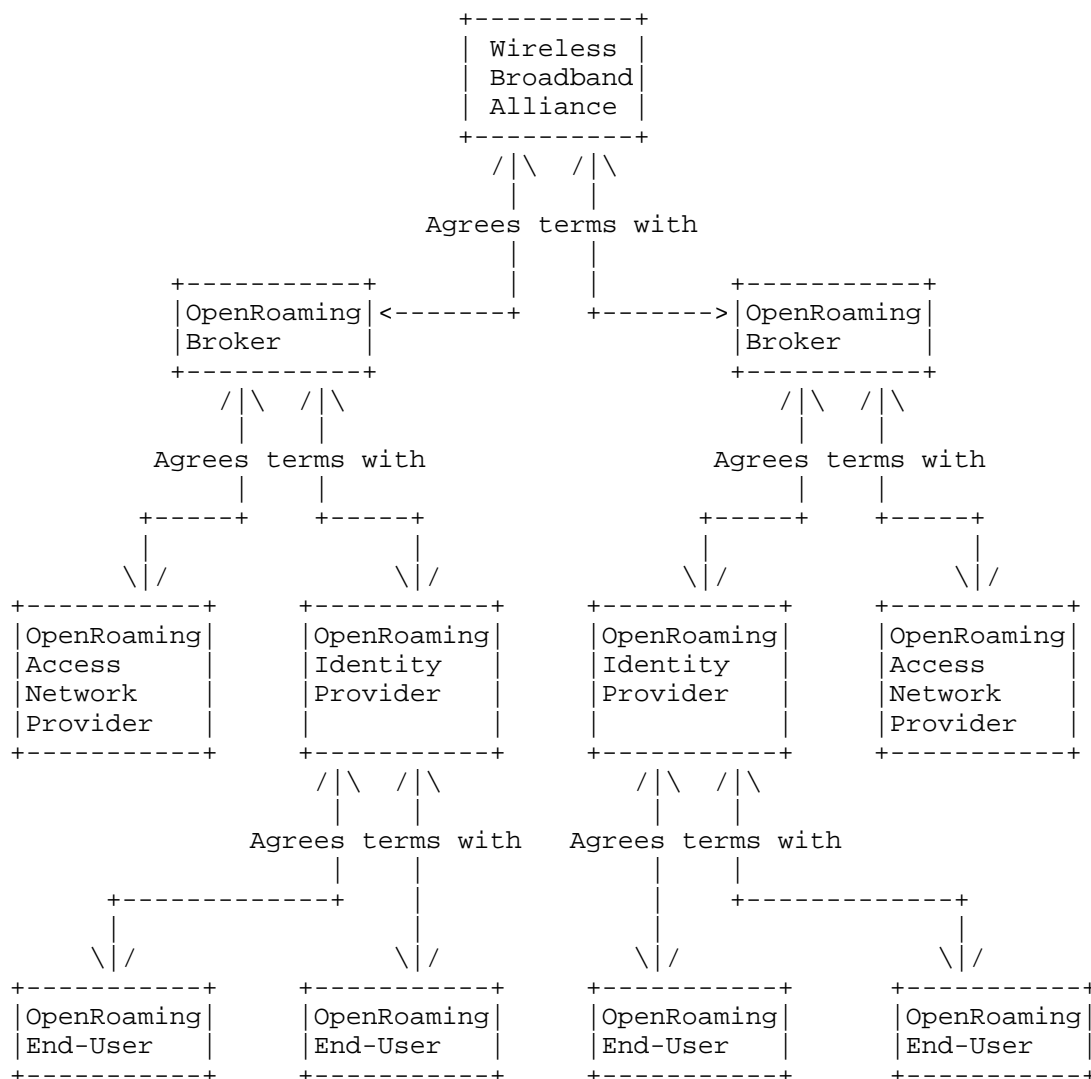 Wireless
Broadband
Alliance
Agrees terms with
OpenRoaming
Broker
OpenRoaming
Broker
Agrees terms with
Agrees terms with
OpenRoaming
Access
Network
Provider
OpenRoaming
Identity
Provider
OpenRoaming
Identity
Provider
OpenRoaming
Access
Network
Provider
Agrees terms with
Agrees terms with
OpenRoaming
End-User
OpenRoaming
End-User
OpenRoaming
End-User
OpenRoaming
End-User